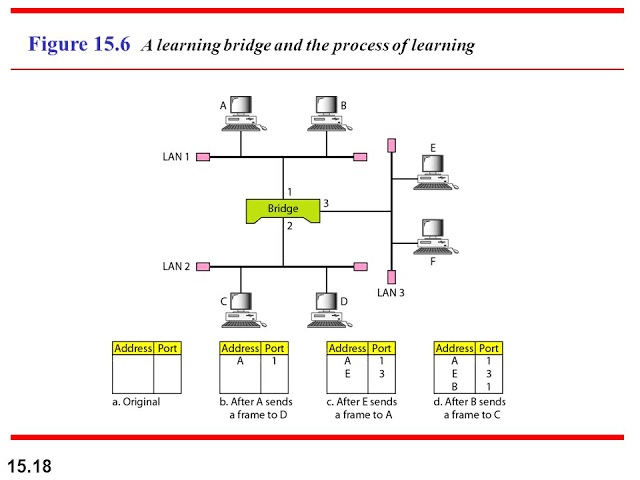 Figure 15.6 A learning bridge and the process of learning
A
B
LAN 1
E
1
Bridge
3
2
F
LAN 2
LAN 3
C
D
Address Port
a. Original
Address Port
A 1
b. After A sends
a frame to D
Address Port
A 1
E 3
c. After E sends
a frame to A
Address Port
A 1
E 3
B 1
d. After B sends
a frame to C
15.18